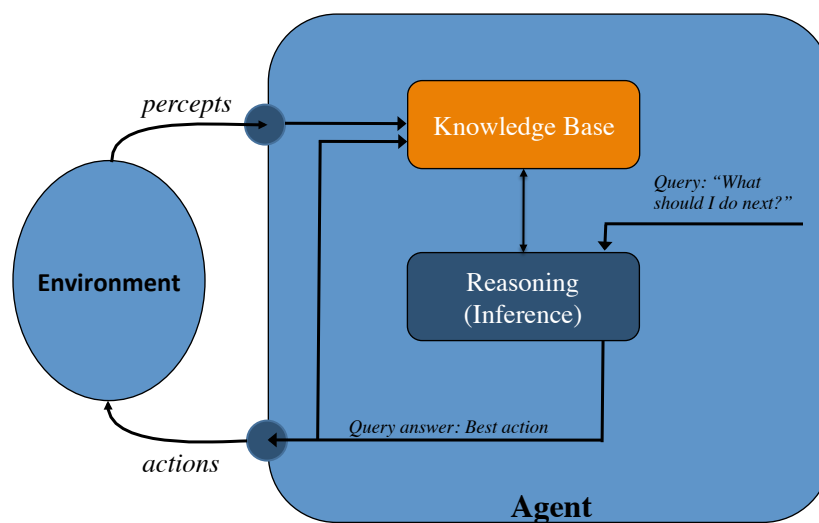 percepts
Knowledge Base
Query: “What
should I do next?”
Environment
Reasoning
(Inference)
Query answer: Best action
actions
Agent